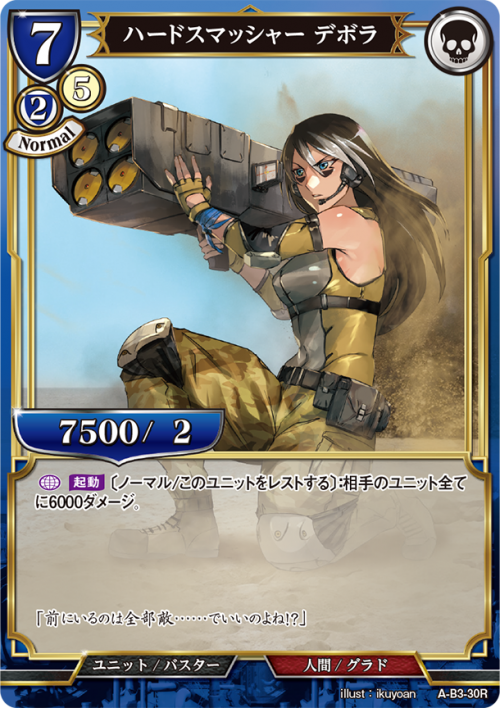 7
ハードスマッシャー デボラ
2
5
Normal
7500/ 2
起動 〔ノーマル/このユニットをレストする〕:相手のユニット全て
に6000ダメージ。
「前にいるのは全部敵……でいいのよね!?」
ユニット / バスター
人間 / グラド
illust : ikuyoan
A-B3-30R